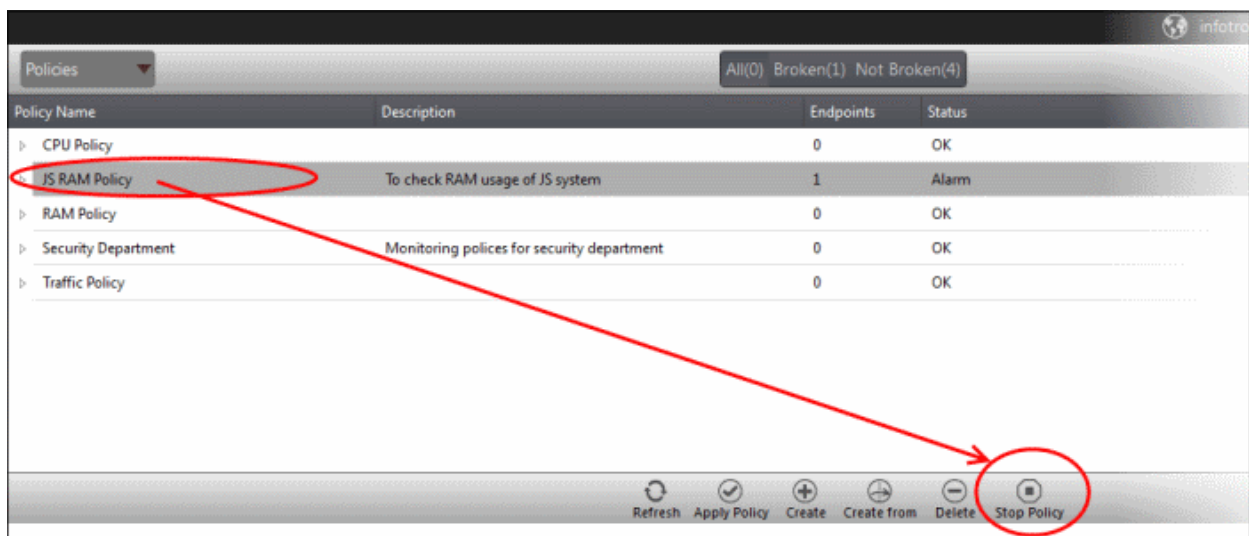 infotro
Policies All(0) Broken(1) Not Broken(4)
Policy Name Description Endpoints Status
CPU Policy 0 OK
JS RAM Policy To check RAM usage of JS system 1 Alarm
RAM Policy 0 OK
Security Department Monitoring polices for security department 0 OK
Traffic Policy 0 OK
Refresh Apply Policy Create Create from Delete Stop Policy